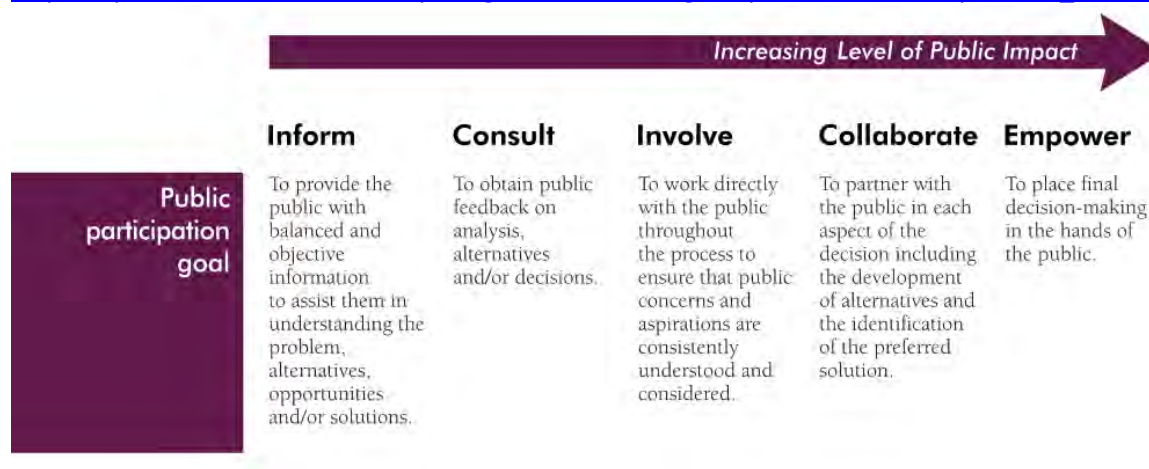 Increasing Level of Public Impact
Inform
To provide the
public with
balanced and
objective
information
to assist them in
understanding the
problem,
alternatives,
opportunities
and/or solutions.
Consult
To obtain public
feedback on
analysis,
alternatives
and/or decisions.
Involve
To work directly
with the public
throughout
the process to
ensure that public
concerns and
aspirations are
consistently
understood and
considered.
Collaborate
To partner with
the public in each
aspect of the
decision including
the development
of alternatives and
the identification
of the preferred
solution.
Empower
To place final
decision-making
in the hands of
the public.
Public
participation
goal